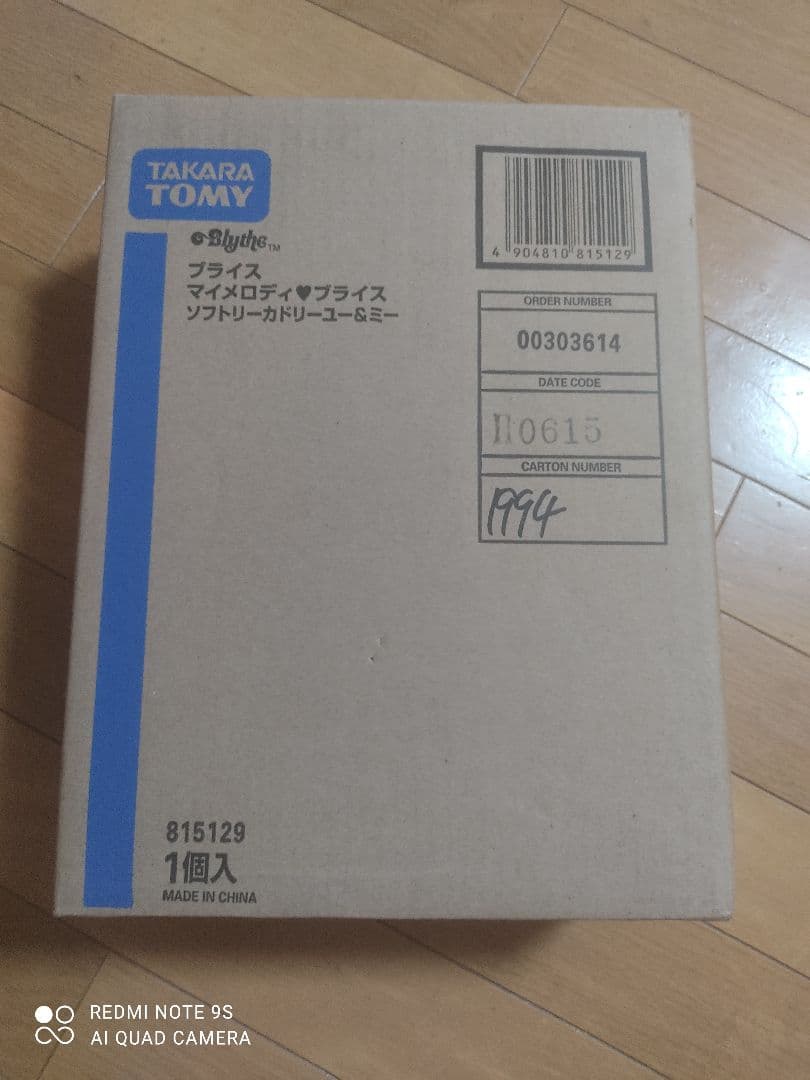 TAKARA
TOMY
Blythe™
ブライス
マイメロディ♥ブライス
ソフトリーカドリーユー&ミー
4 904810 815129
ORDER NUMBER
00303614
DATE CODE
110615
CARTON NUMBER
1994
815129
1個入
MADE IN CHINA
REDMI NOTE 9S
AI QUAD CAMERA